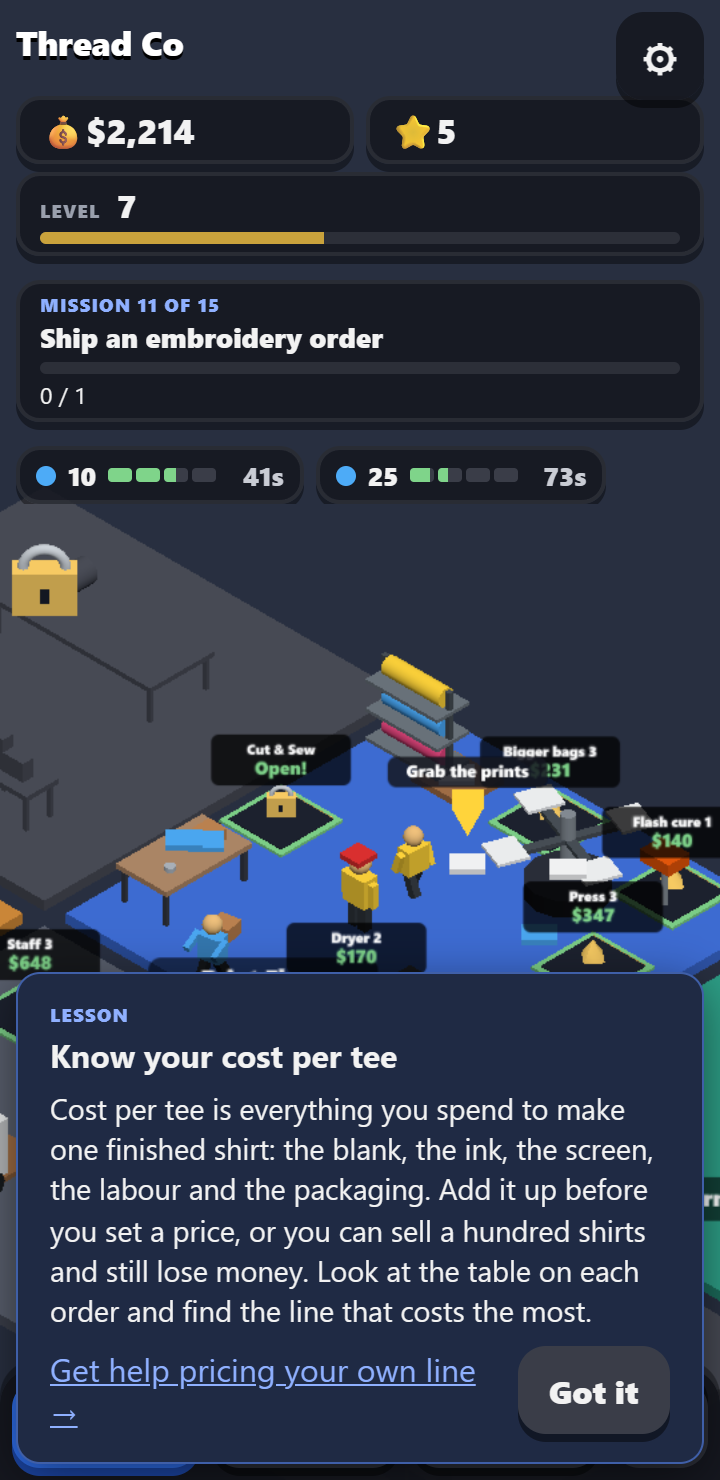 Thread Co
$2,214
5
LEVEL 7
MISSION 11 OF 15
Ship an embroidery order
0 / 1
10 41s
25 73s
Cut & Sew
Open!
Bigger bags 3
231
Grab the prints
Flash cure 1
$140
Press 3
$347
Staff 3
$648
Dryer 2
$170
LESSON
Know your cost per tee
Cost per tee is everything you spend to make
one finished shirt: the blank, the ink, the screen,
the labour and the packaging. Add it up before
you set a price, or you can sell a hundred shirts
and still lose money. Look at the table on each
order and find the line that costs the most.
Get help pricing your own line
→
Got it